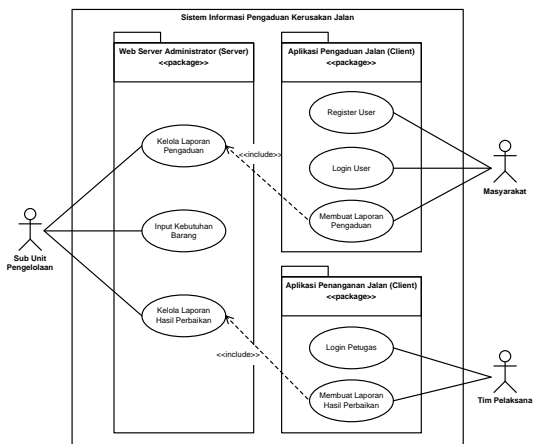 Sistem Informasi Pengaduan Kerusakan Jalan
Web Server Administrator (Server)
<<package>>
Aplikasi Pengaduan Jalan (Client)
<<package>>
Register User
Kelola Laporan
Pengaduan
<<include>>
Login User
Masyarakat
Membuat Laporan
Pengaduan
Input Kebutuhan
Barang
Sub Unit
Pengelolaan
Aplikasi Penanganan Jalan (Client)
<<package>>
Kelola Laporan
Hasil Perbaikan
Login Petugas
<<include>>
Membuat Laporan
Hasil Perbaikan
Tim Pelaksana